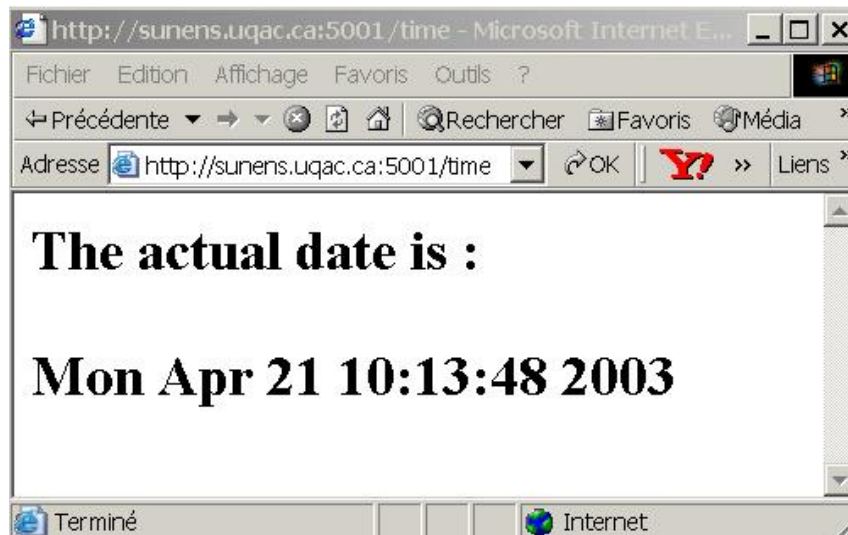 http://sunens.uqac.ca:5001/time - Microsoft Internet E...
Fichier Edition Affichage Favoris Outils ?
Précédente Rechercher Favoris Média »
Adresse http://sunens.uqac.ca:5001/time OK Y! » Liens »
The actual date is :
Mon Apr 21 10:13:48 2003
Terminé Internet